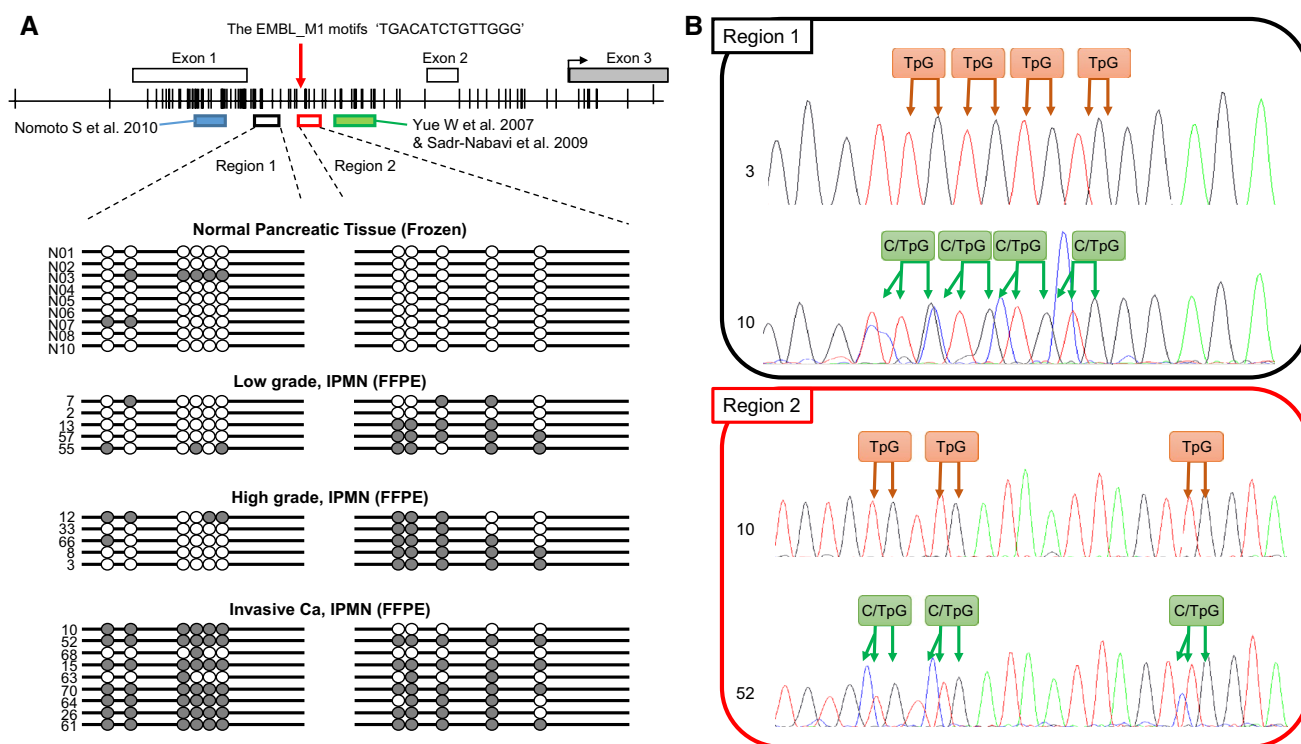 A
The EMBL_M1 motifs 'TGACATCTGTTGGG'
Exon 1
Exon 2
Exon 3
Nomoto S et al. 2010
Yue W et al. 2007
& Sadr-Nabavi et al. 2009
Region 1
Region 2
Normal Pancreatic Tissue (Frozen)
N01
N02
N03
N04
N05
N06
N07
N08
N10
Low grade, IPMN (FFPE)
7
2
13
57
55
High grade, IPMN (FFPE)
12
33
66
8
3
Invasive Ca, IPMN (FFPE)
10
52
68
15
63
70
64
26
61
B
Region 1
TpG TpG TpG TpG
3
C/TpG C/TpG C/TpG C/TpG
10
Region 2
TpG TpG TpG
10
C/TpG C/TpG C/TpG
52